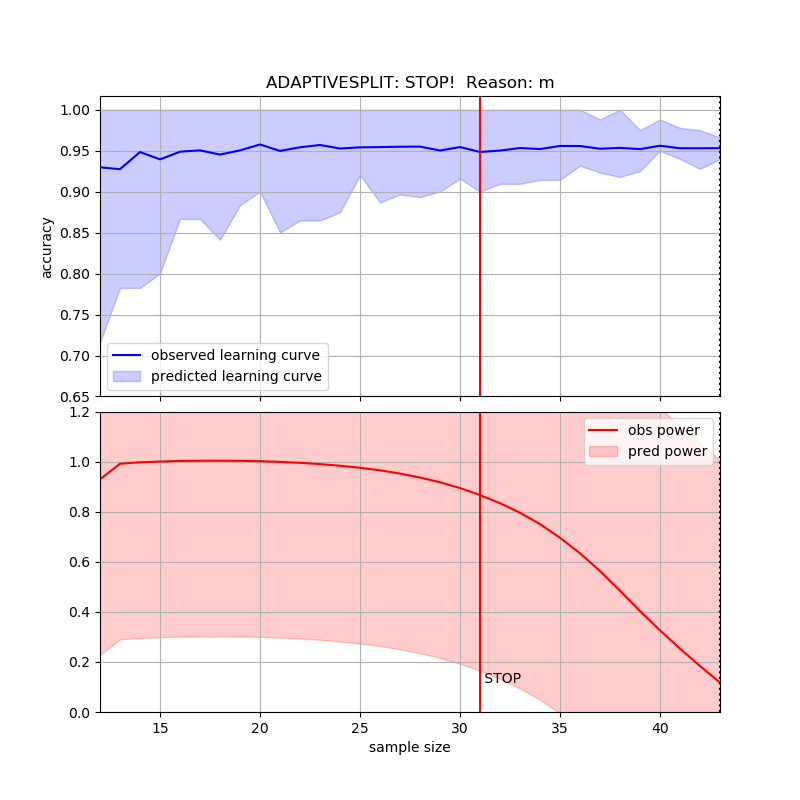 ADAPTIVESPLIT: STOP!  Reason: m
1.00
0.95
0.90
0.85
0.80
0.75
0.70
0.65
accuracy
observed learning curve
predicted learning curve
1.2
1.0
0.8
0.6
0.4
0.2
0.0
obs power
pred power
STOP
15 20 25 30 35 40
sample size